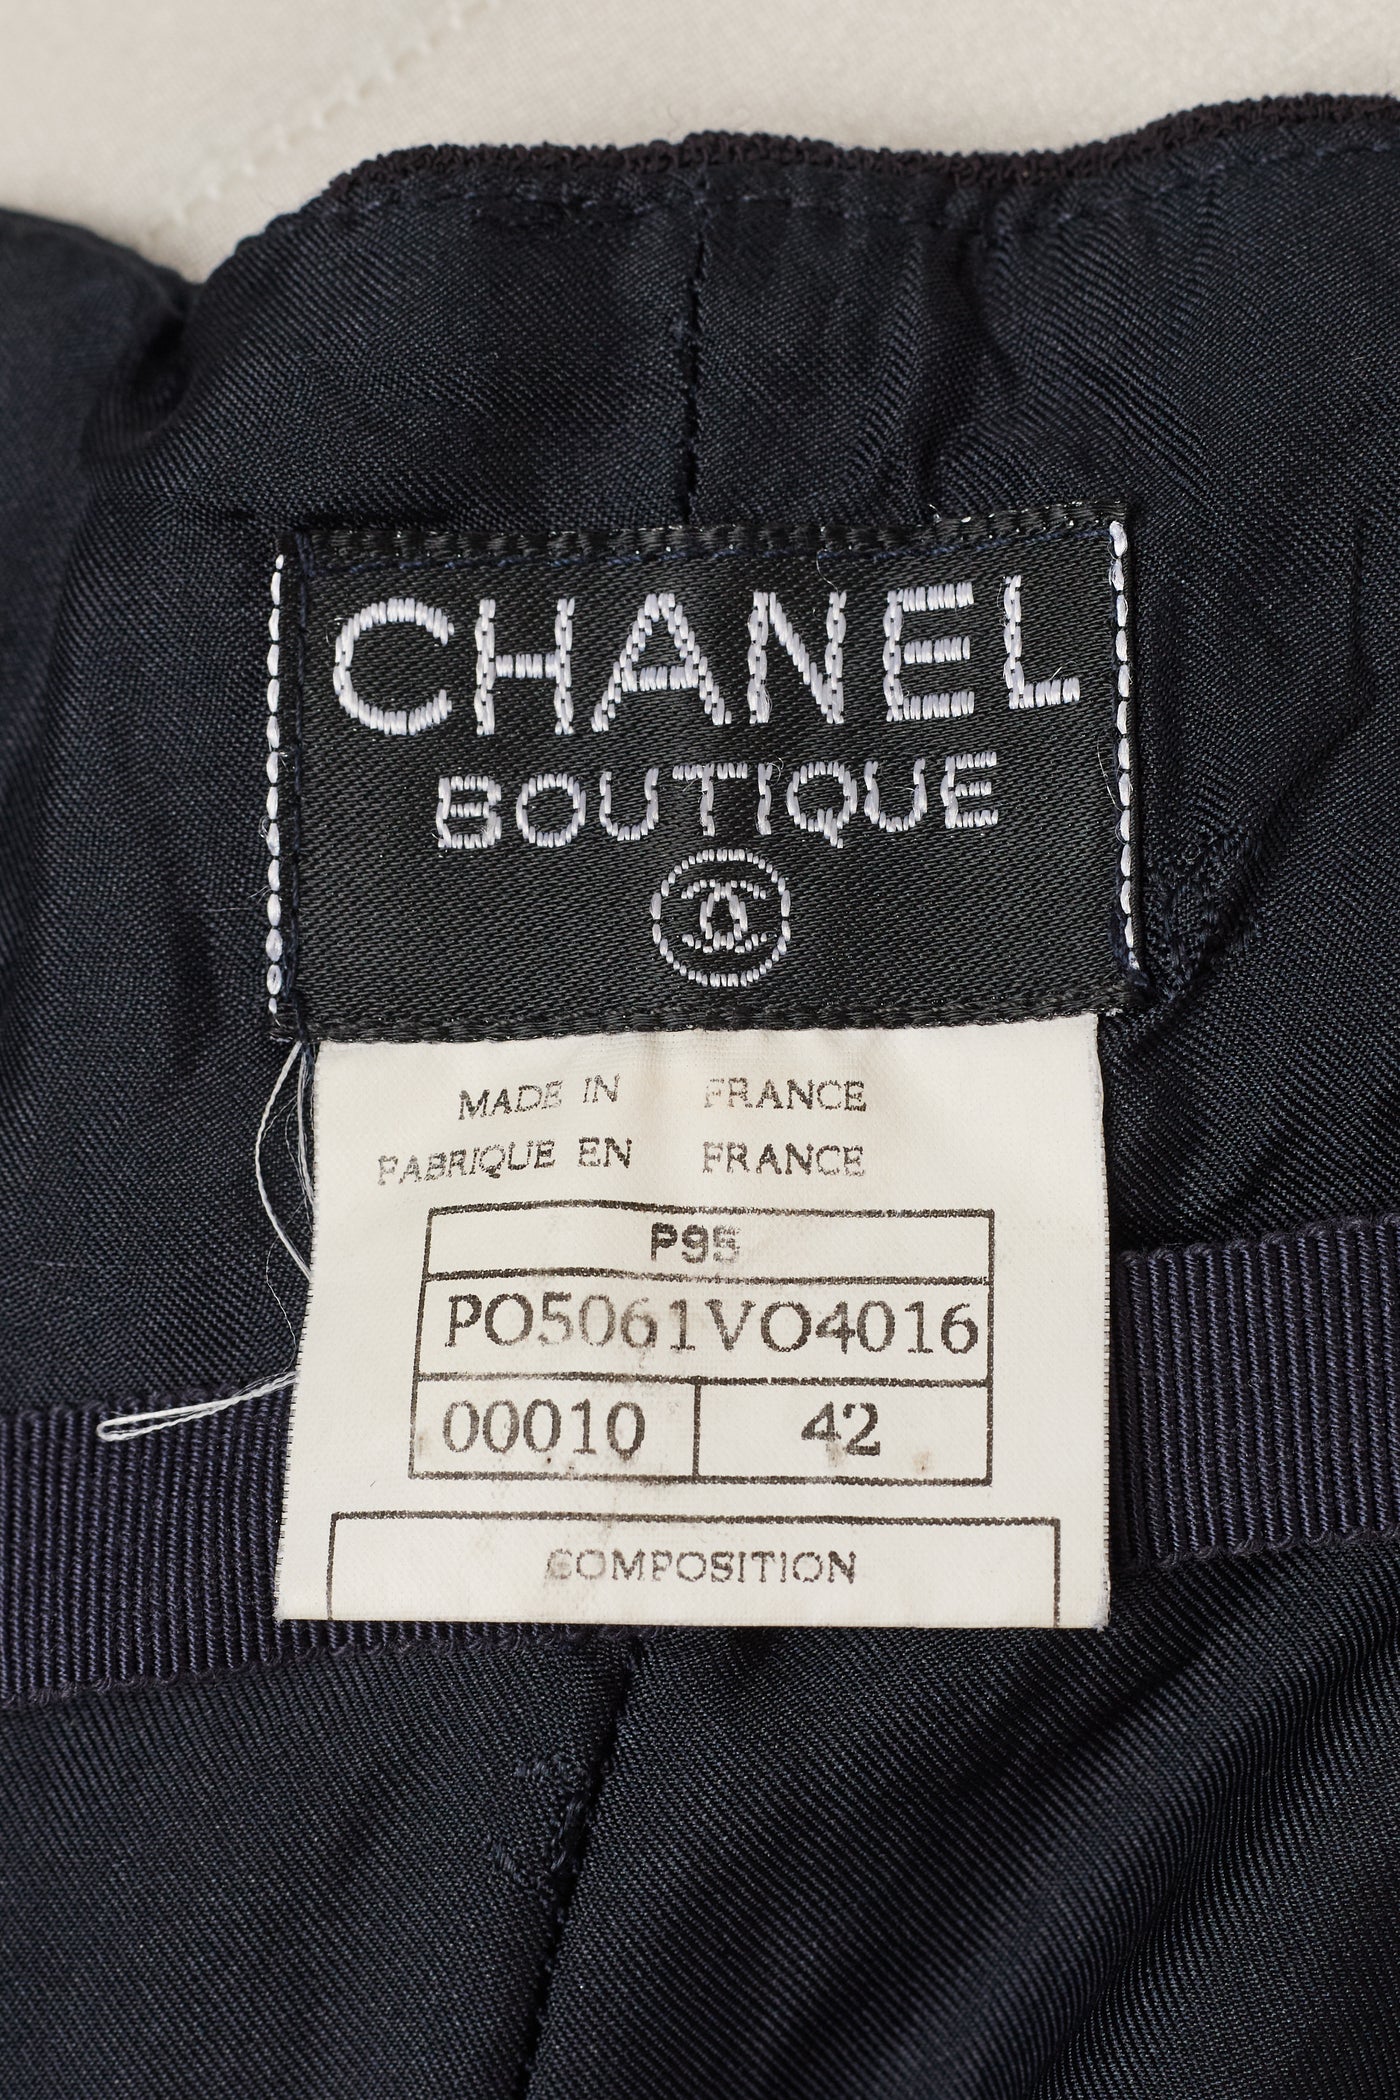 CHANEL
BOUTIQUE
MADE IN FRANCE
FABRIQUE EN FRANCE
P95
PO5061VO4016
00010 42
COMPOSITION